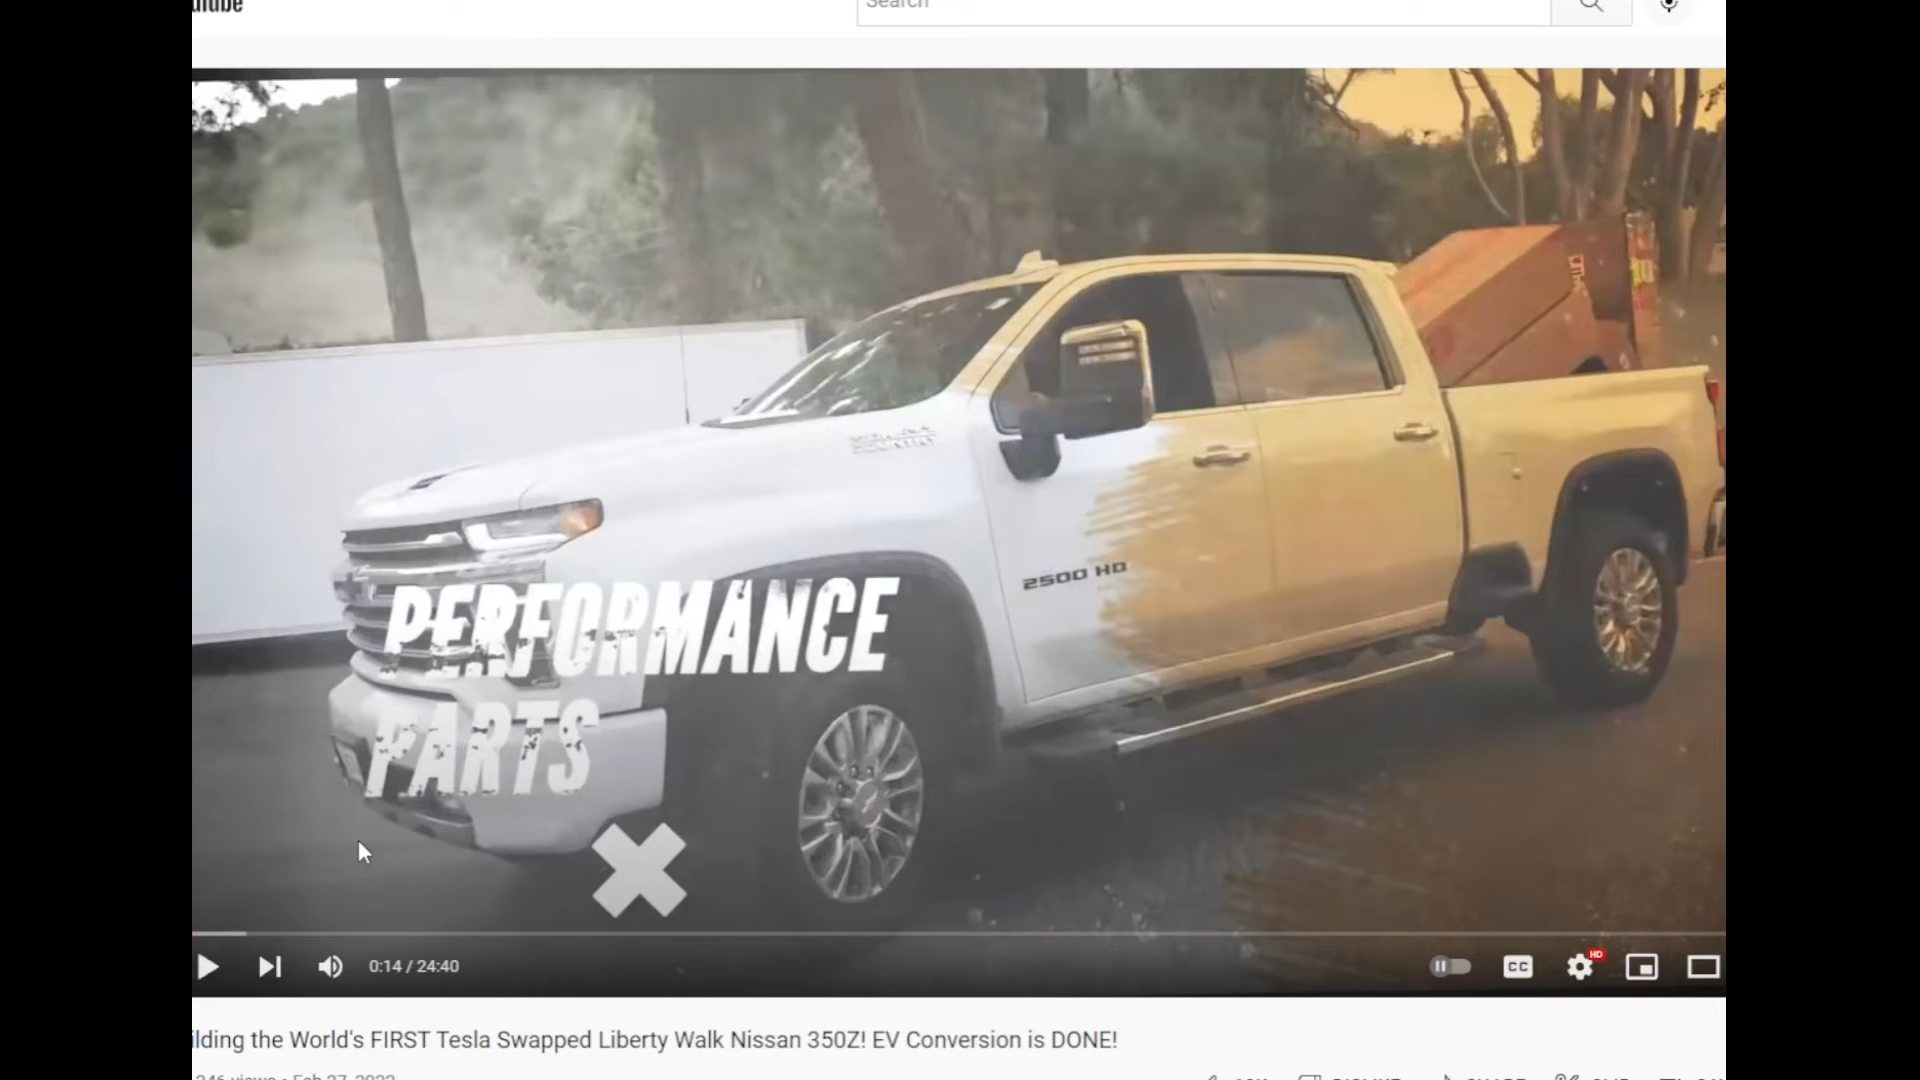 Search
2500 HD
PERFORMANCE
PARTS
0:14 / 24:40
CC
HD
ilding the World's FIRST Tesla Swapped Liberty Walk Nissan 350Z! EV Conversion is DONE!